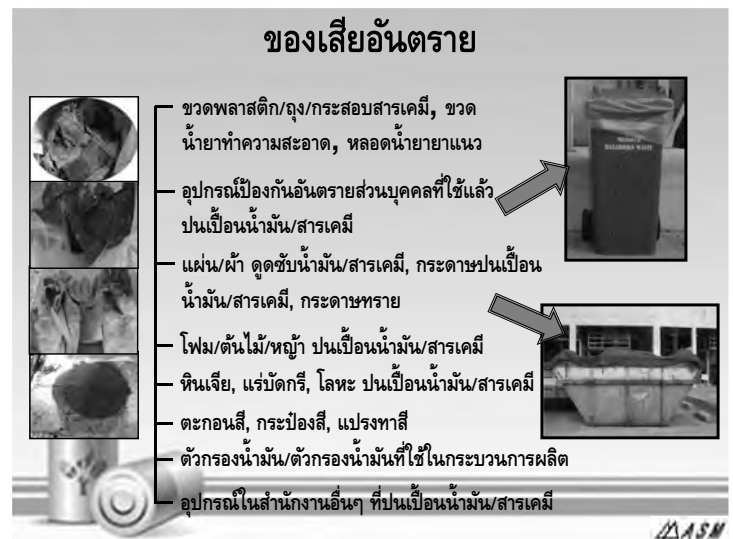 ของเสียอันตราย
ขวดพลาสติก/ถุง/กระสอบสารเคมี, ขวด
น้ำยาทำความสะอาด, หลอดน้ำยายาแนว
อุปกรณ์ป้องกันอันตรายส่วนบุคคลที่ใช้แล้ว
ปนเปื้อนน้ำมัน/สารเคมี
แผ่น/ผ้า ดูดซับน้ำมัน/สารเคมี, กระดาษปนเปื้อน
น้ำมัน/สารเคมี, กระดาษทราย
โฟม/ต้นไม้/หญ้า ปนเปื้อนน้ำมัน/สารเคมี
หินเจีย, แร่บัดกรี, โลหะ ปนเปื้อนน้ำมัน/สารเคมี
ตะกอนสี, กระป๋องสี, แปรงทาสี
ตัวกรองน้ำมัน/ตัวกรองน้ำมันที่ใช้ในกระบวนการผลิต
อุปกรณ์ในสำนักงานอื่นๆ ที่ปนเปื้อนน้ำมัน/สารเคมี
HAZARDOUS WASTE
ASM